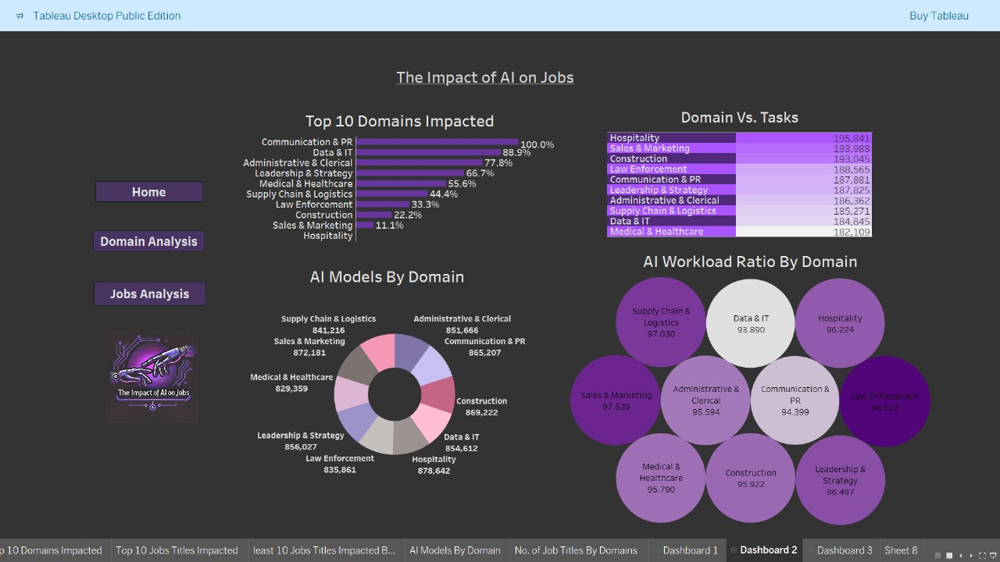 Tableau Desktop Public Edition
Buy Tableau
The Impact of AI on Jobs
Home
Domain Analysis
Jobs Analysis
The Impact of AI on Jobs
Top 10 Domains Impacted
Communication & PR 100.0%
Data & IT 88.9%
Administrative & Clerical 77.8%
Leadership & Strategy 66.7%
Medical & Healthcare 55.6%
Supply Chain & Logistics 44.4%
Law Enforcement 33.3%
Construction 22.2%
Sales & Marketing 11.1%
Hospitality
Domain Vs. Tasks
Hospitality 195,841
Sales & Marketing 193,988
Construction 193,045
Law Enforcement 188,565
Communication & PR 187,881
Leadership & Strategy 187,825
Administrative & Clerical 186,362
Supply Chain & Logistics 185,271
Data & IT 184,845
Medical & Healthcare 182,109
AI Models By Domain
Supply Chain & Logistics
841,216
Administrative & Clerical
851,666
Sales & Marketing
872,181
Communication & PR
865,207
Medical & Healthcare
829,359
Construction
869,222
Leadership & Strategy
856,027
Data & IT
854,612
Law Enforcement
835,861
Hospitality
878,642
AI Workload Ratio By Domain
Supply Chain &
Logistics
97.030
Data & IT
93.890
Hospitality
96.224
Sales & Marketing
97.539
Administrative &
Clerical
95.594
Communication &
PR
94.399
Law Enforcement
98.622
Medical &
Healthcare
95.790
Construction
95.922
Leadership &
Strategy
96.497
p 10 Domains Impacted
Top 10 Jobs Titles Impacted
least 10 Jobs Titles Impacted B...
AI Models By Domain
No. of Job Titles By Domains
Dashboard 1
Dashboard 2
Dashboard 3
Sheet 8